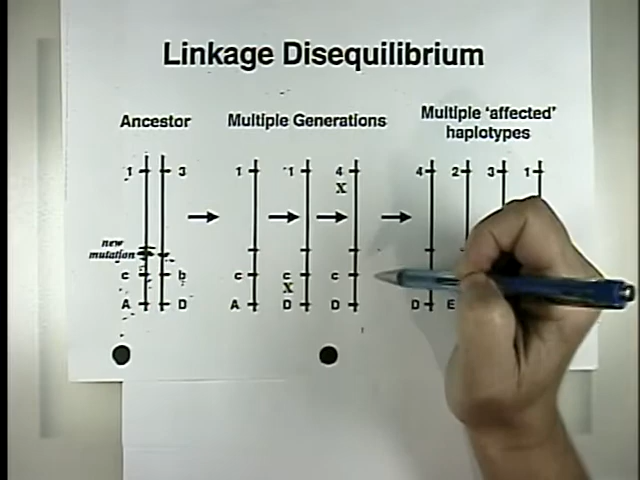 Linkage Disequilibrium
Ancestor
Multiple Generations
Multiple 'affected'
haplotypes
1 3 1 1 4 4 2 3 1
X
new
mutation
c b c c c
X
A D A D D D E